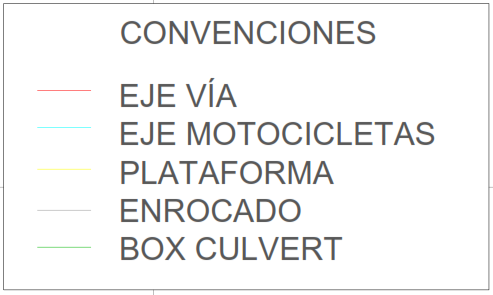 CONVENCIONES
EJE VÍA
EJE MOTOCICLETAS
PLATAFORMA
ENROCADO
BOX CULVERT